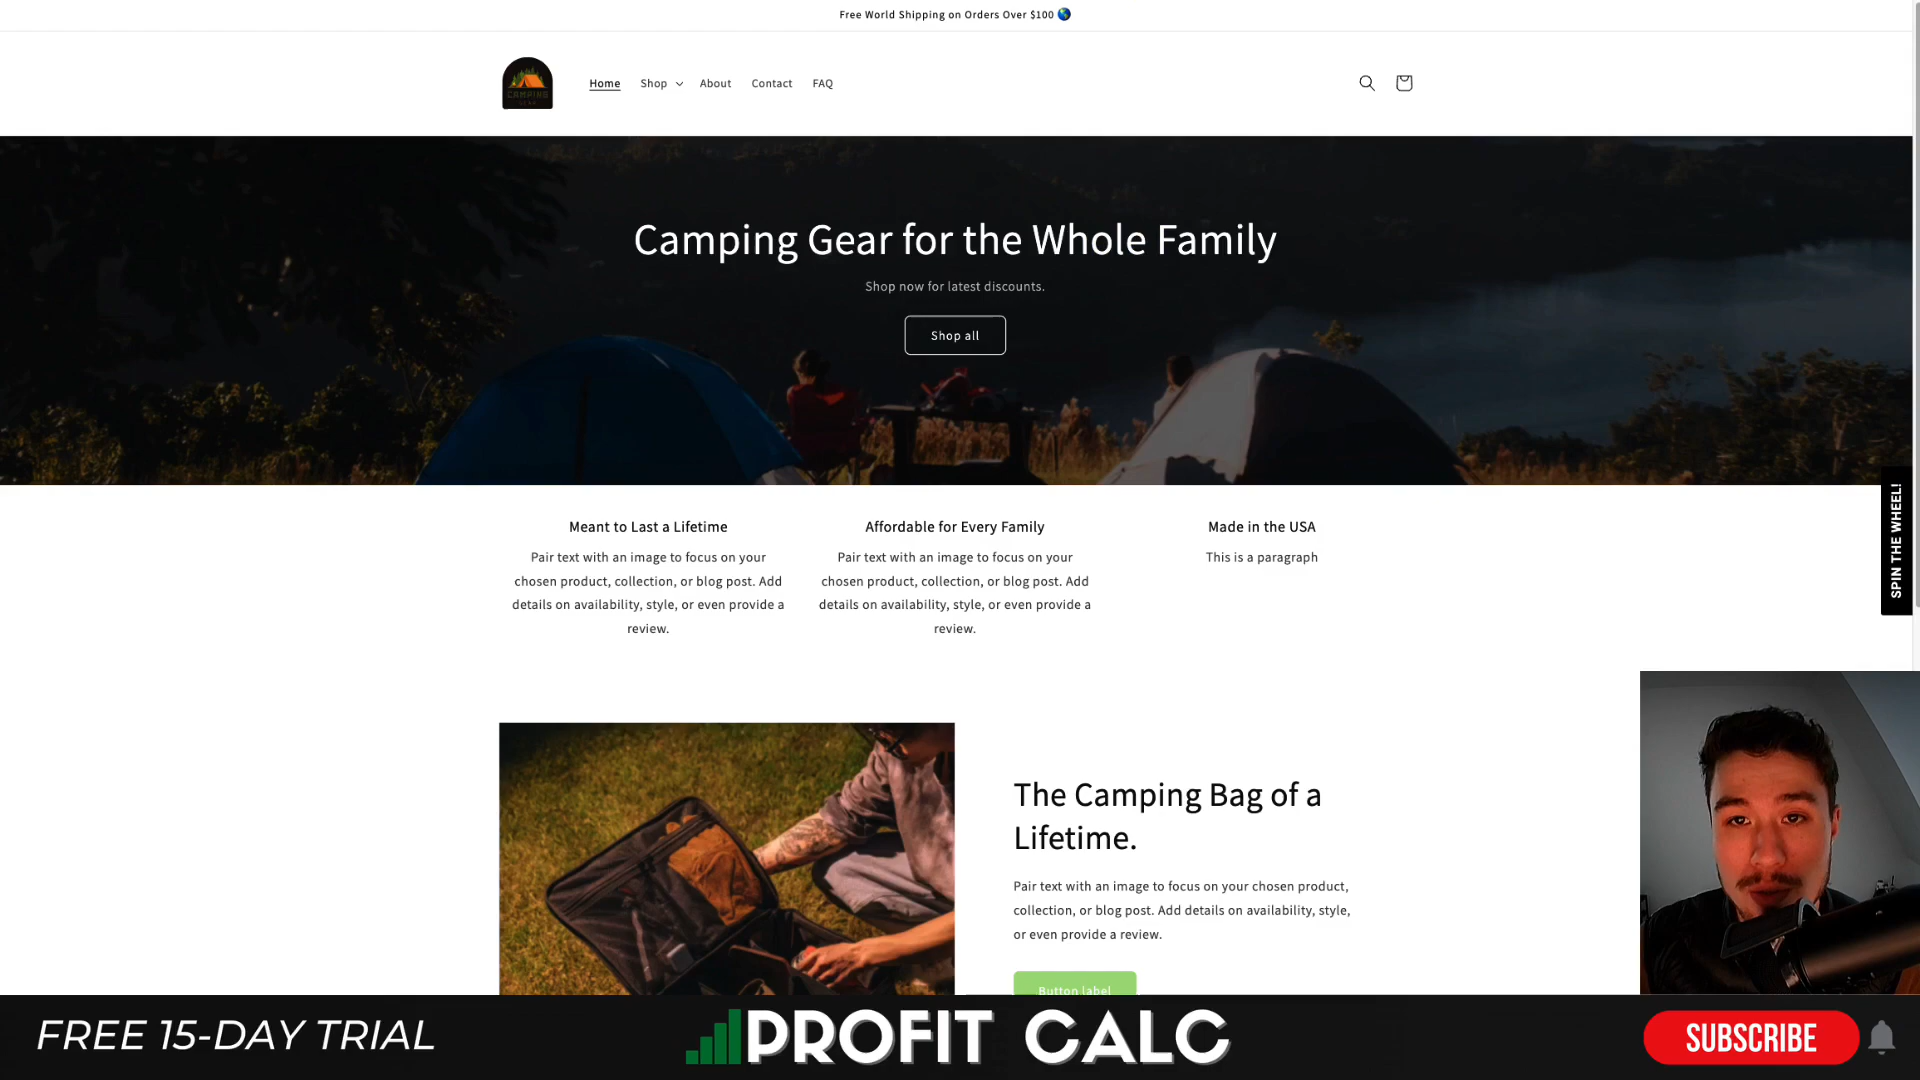 Free World Shipping on Orders Over $100
CAMPING
GEAR
Home
Shop
About
Contact
FAQ
Camping Gear for the Whole Family
Shop now for latest discounts.
Shop all
SPIN THE WHEEL!
Meant to Last a Lifetime
Pair text with an image to focus on your
chosen product, collection, or blog post. Add
details on availability, style, or even provide a
review.
Affordable for Every Family
Pair text with an image to focus on your
chosen product, collection, or blog post. Add
details on availability, style, or even provide a
review.
Made in the USA
This is a paragraph
The Camping Bag of a
Lifetime.
Pair text with an image to focus on your chosen product,
collection, or blog post. Add details on availability, style,
or even provide a review.
Button label
FREE 15-DAY TRIAL
PROFIT CALC
SUBSCRIBE